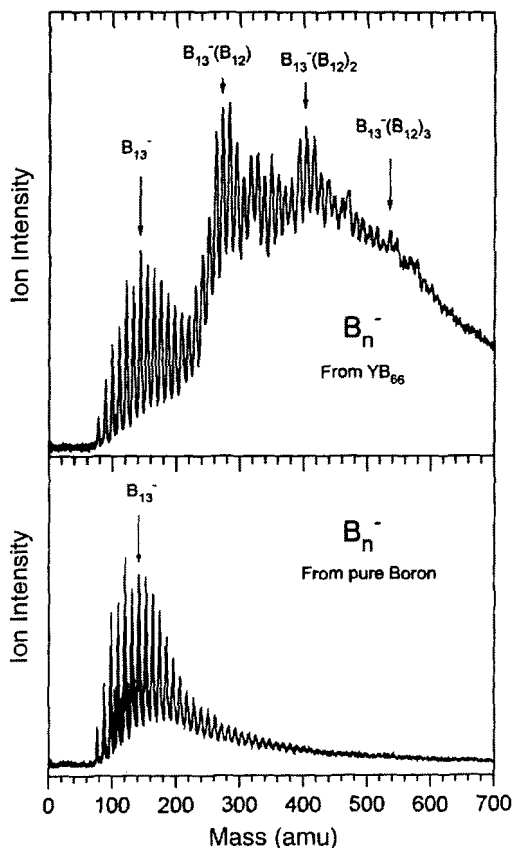 B₁₃⁻(B₁₂)
B₁₃⁻(B₁₂)₂
B₁₃⁻
B₁₃⁻(B₁₂)₃
Ion Intensity
Bₙ⁻
From YB₆₆
B₁₃⁻
Bₙ⁻
From pure Boron
Ion Intensity
0 100 200 300 400 500 600 700
Mass (amu)